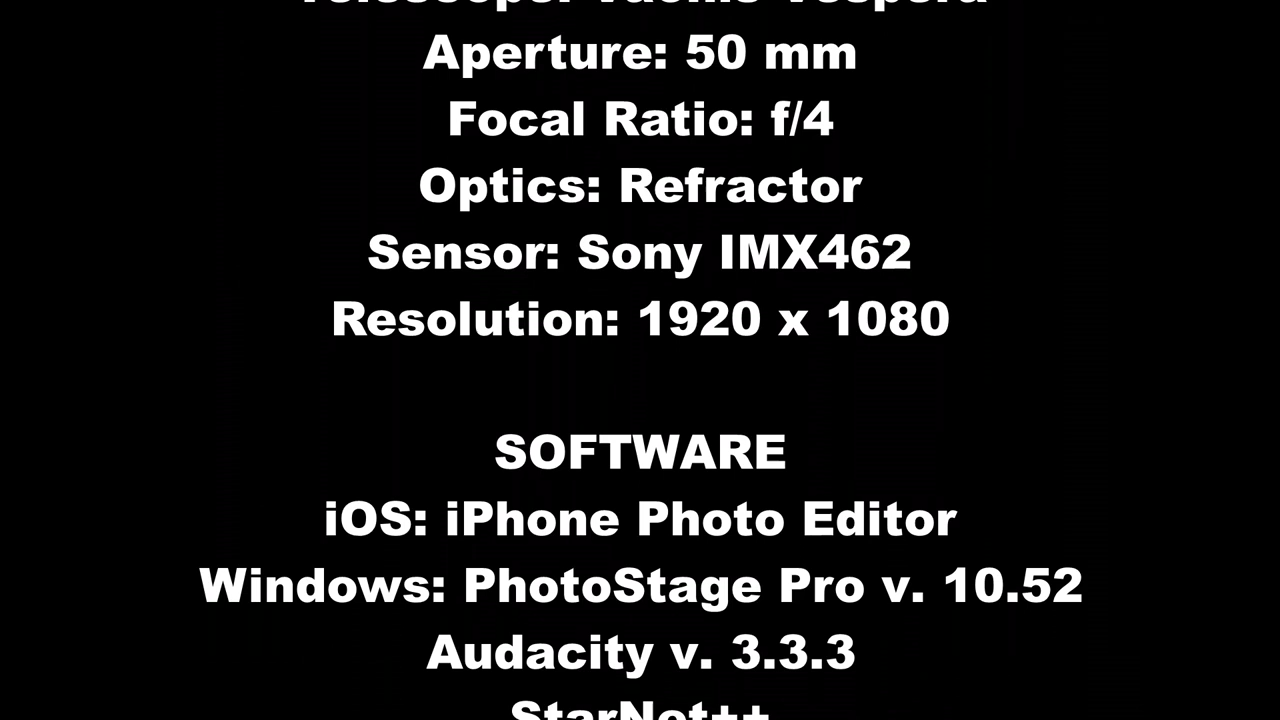 Aperture: 50 mm
Focal Ratio: f/4
Optics: Refractor
Sensor: Sony IMX462
Resolution: 1920 x 1080
SOFTWARE
iOS: iPhone Photo Editor
Windows: PhotoStage Pro v. 10.52
Audacity v. 3.3.3
StarNet++